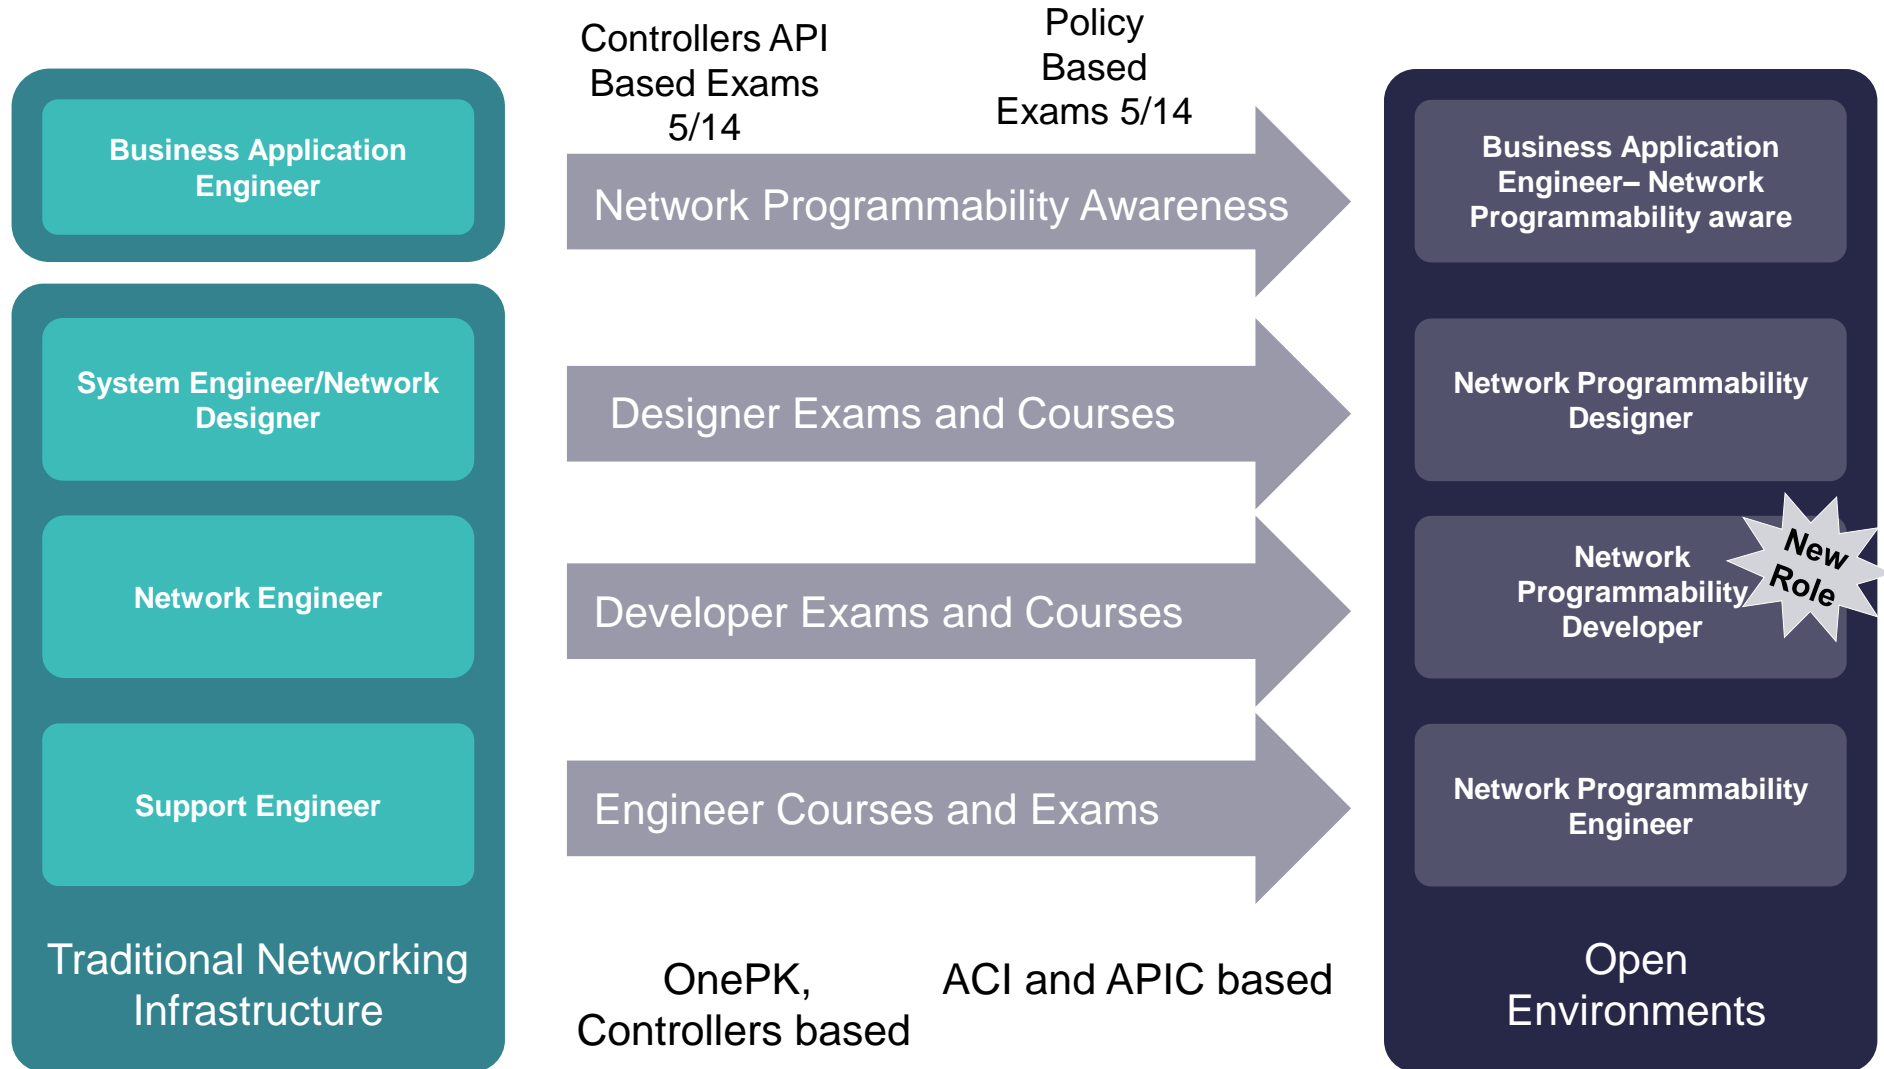 Controllers API
Based Exams
5/14
Policy
Based
Exams 5/14
Business Application
Engineer
Network Programmability Awareness
Business Application
Engineer– Network
Programmability aware
System Engineer/Network
Designer
Designer Exams and Courses
Network Programmability
Designer
Network Engineer
Developer Exams and Courses
Network
Programmability
Developer
New
Role
Support Engineer
Engineer Courses and Exams
Network Programmability
Engineer
Traditional Networking
Infrastructure
OnePK,
Controllers based
ACI and APIC based
Open
Environments